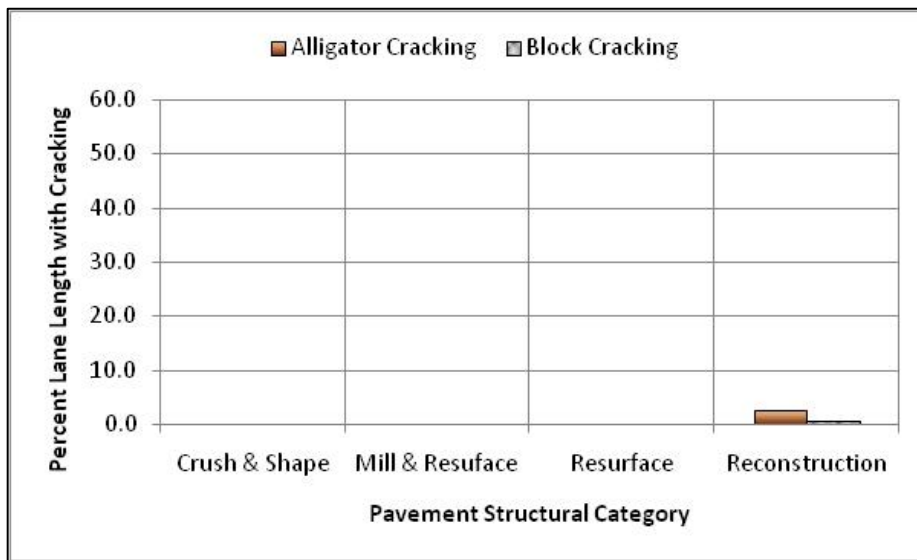 Alligator Cracking Block Cracking
Percent Lane Length with Cracking
60.0
50.0
40.0
30.0
20.0
10.0
0.0
Crush & Shape Mill & Resuface Resurface Reconstruction
Pavement Structural Category